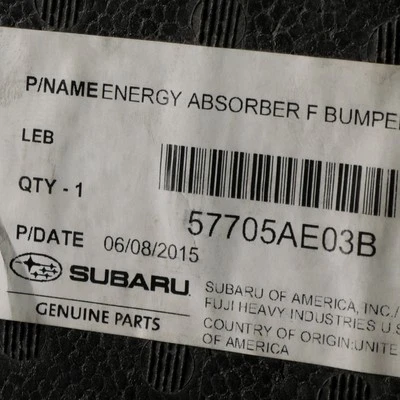 P/NAME ENERGY ABSORBER F BUMPE
LEB
QTY - 1
57705AE03B
P/DATE 06/08/2015
SUBARU
GENUINE PARTS
SUBARU OF AMERICA, INC./
FUJI HEAVY INDUSTRIES U.S
COUNTRY OF ORIGIN:UNITE
OF AMERICA